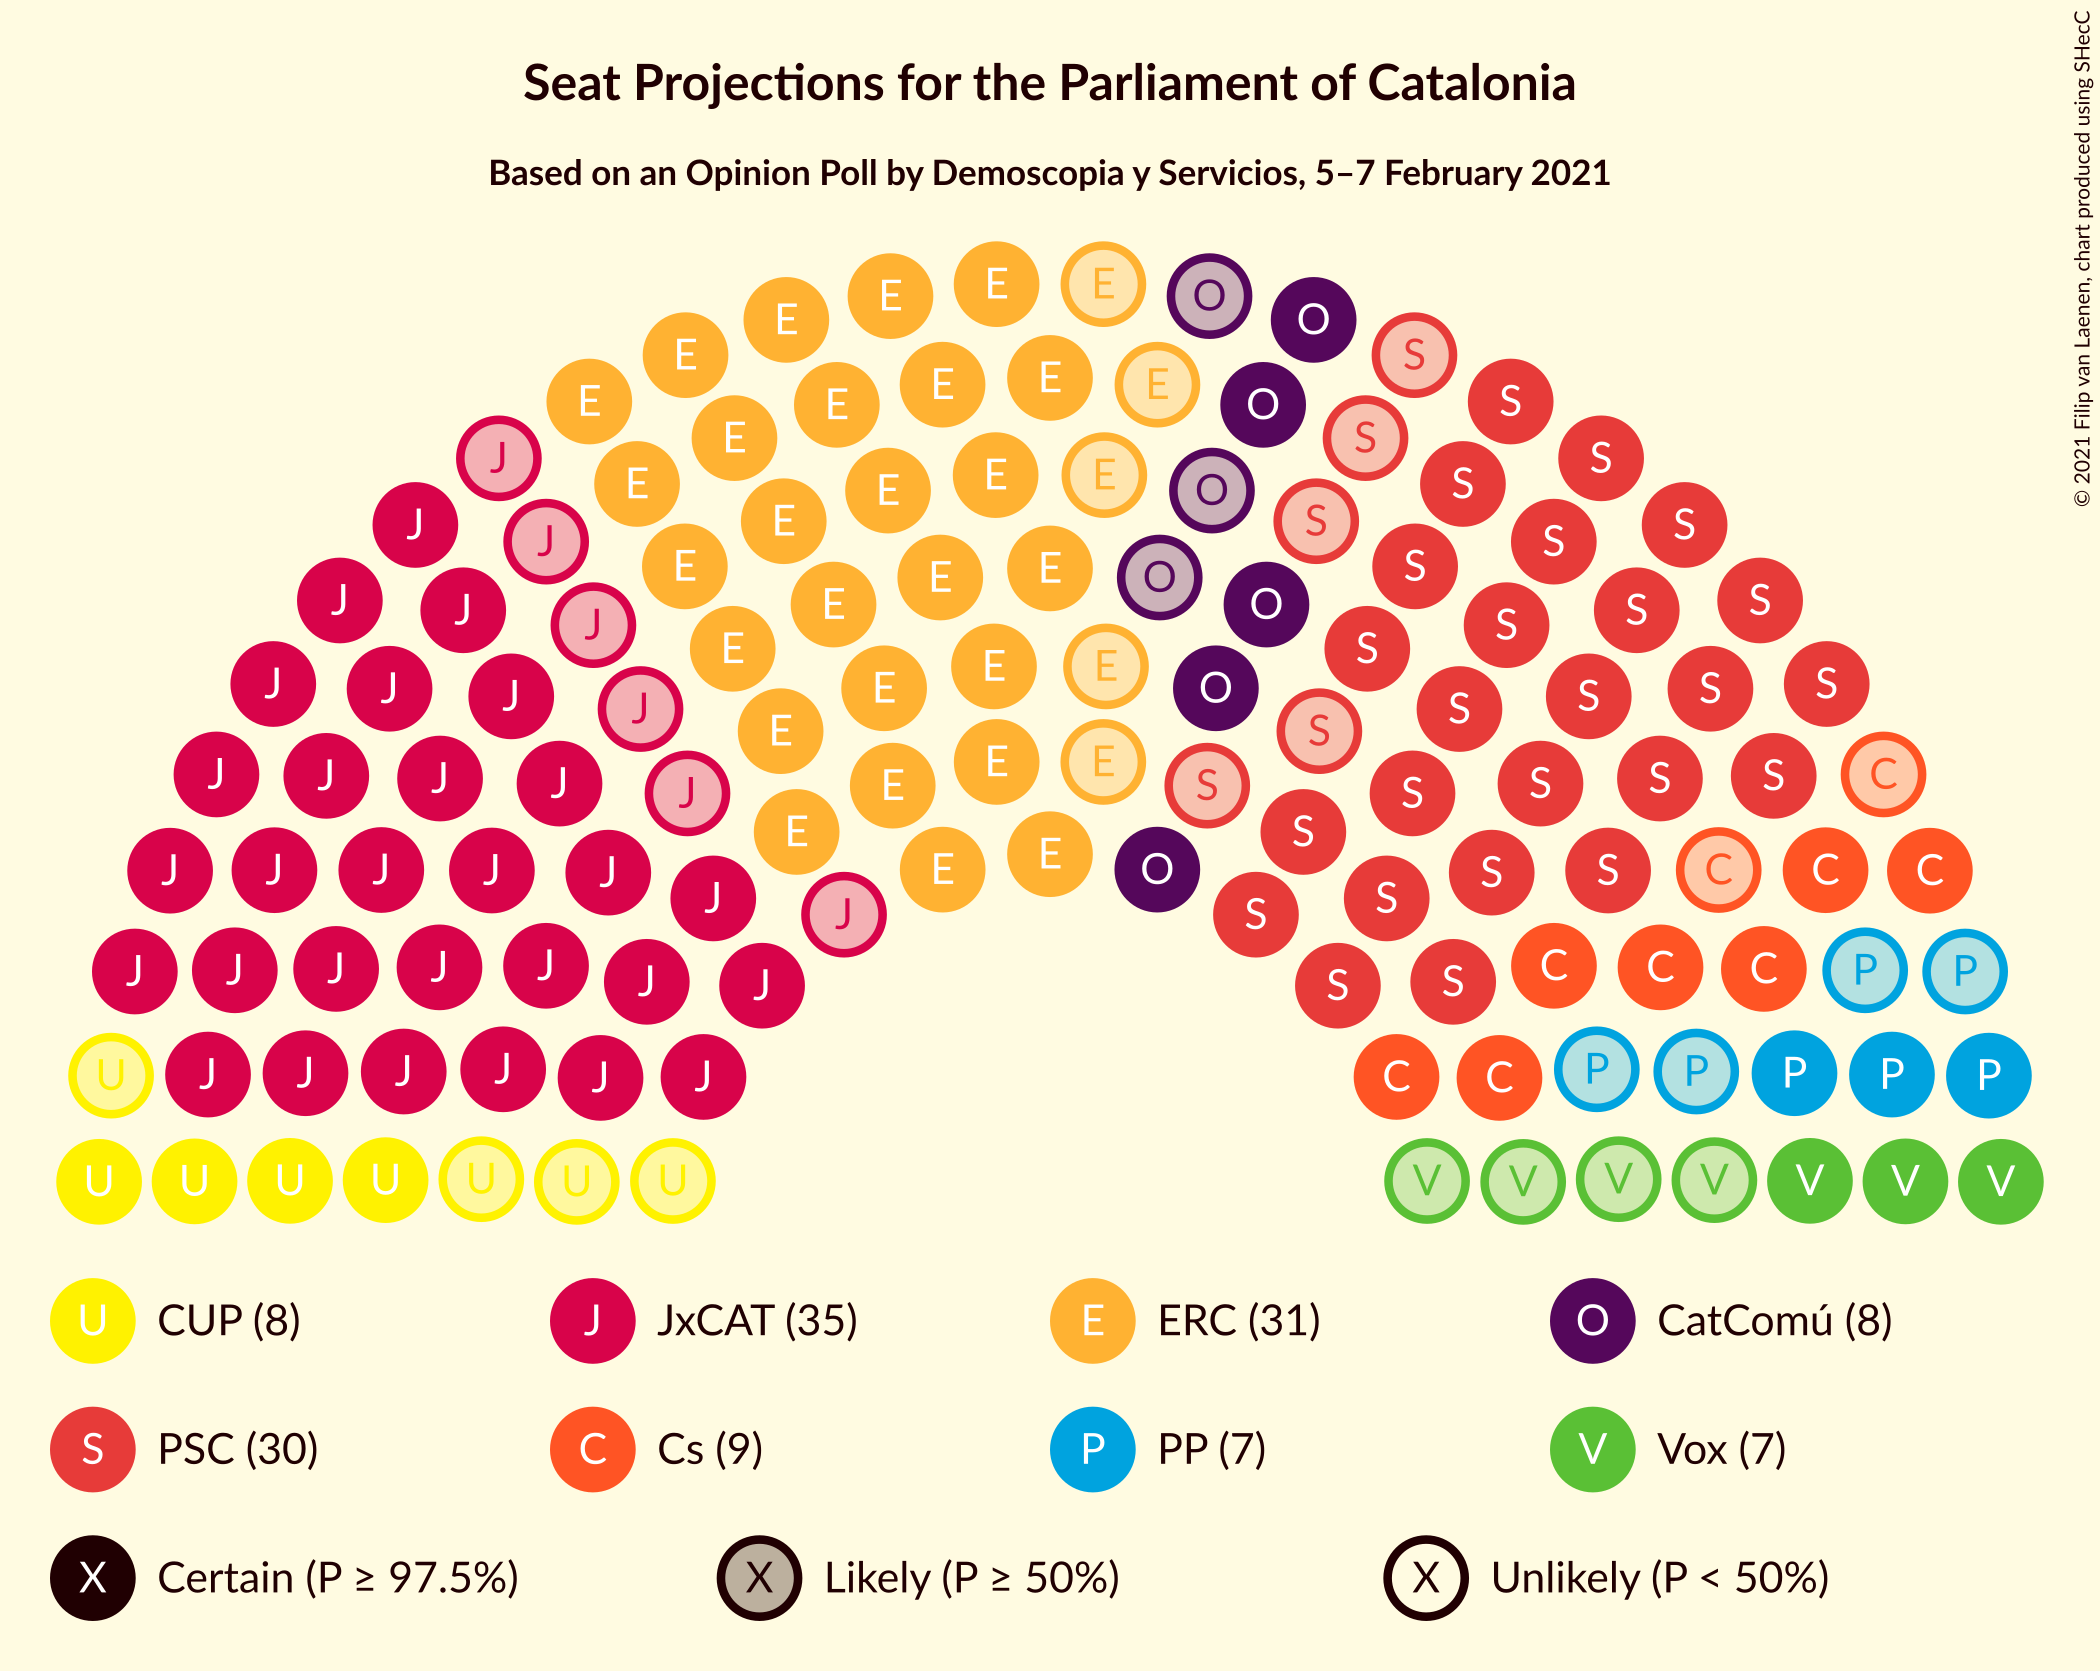 Seat Projections for the Parliament of Catalonia
Based on an Opinion Poll by Demoscopia y Servicios, 5–7 February 2021
© 2021 Filip van Laenen, chart produced using SHecC
E E E O O
E E S
E E E E E O S
E S S
J E E E E O S S
E E S S
J J E E E O S S S
E E O S
J J J E E E S S S S
E E O S
J J J J E E S S S S S
E E E S
J J J J J E E S S S S C
E S
J J J J J J E E O S S S S C C C
J S
J J J J J J J S S C C C P P
U J J J J J J C C P P P P P
U U U U U U U V V V V V V V
U CUP (8) J JxCAT (35) E ERC (31) O CatComú (8)
S PSC (30) C Cs (9) P PP (7) V Vox (7)
X Certain (P ≥ 97.5%) X Likely (P ≥ 50%) X Unlikely (P < 50%)